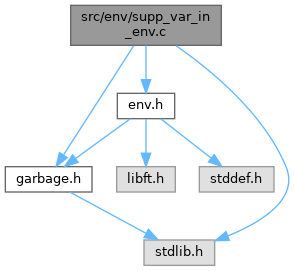 src/env/supp_var_in
_env.c
env.h
garbage.h
libft.h
stddef.h
stdlib.h